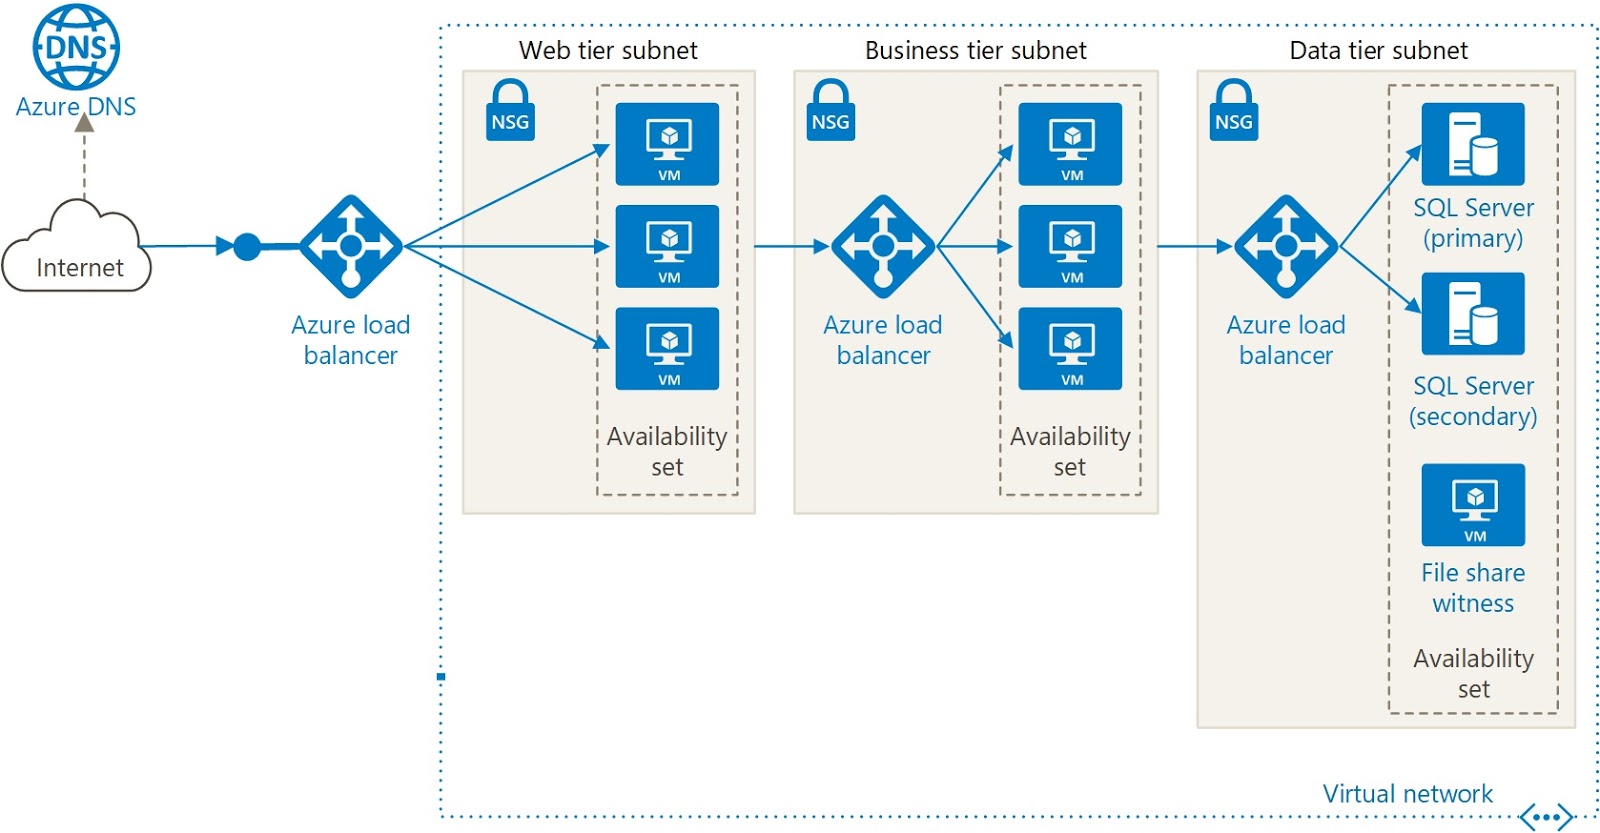 DNS
Azure DNS
Internet
Azure load
balancer
Web tier subnet
NSG
VM
VM
VM
Availability
set
Business tier subnet
NSG
Azure load
balancer
VM
VM
VM
Availability
set
Data tier subnet
NSG
Azure load
balancer
SQL Server
(primary)
SQL Server
(secondary)
VM
File share
witness
Availability
set
Virtual network